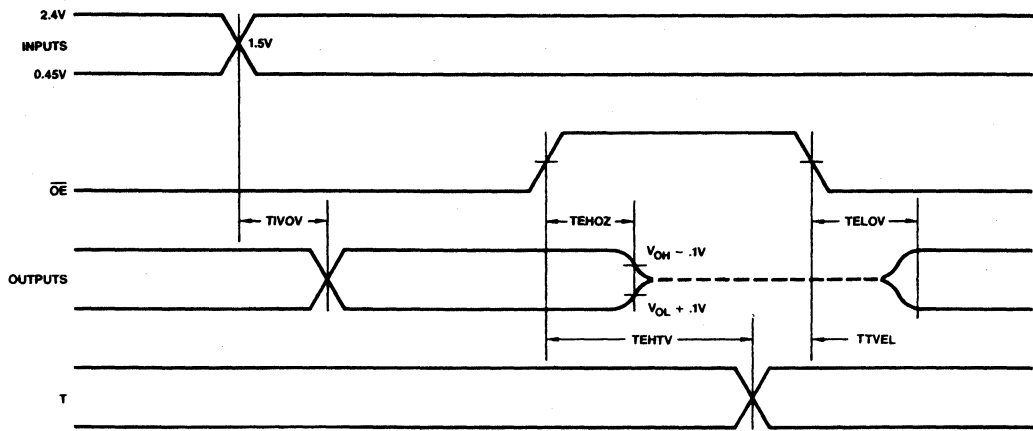 2.4V
INPUTS
1.5V
0.45V
OE
TIVOV
TEHOZ
TELOV
OUTPUTS
VOH − .1V
VOL + .1V
TEHTV
TTVEL
T